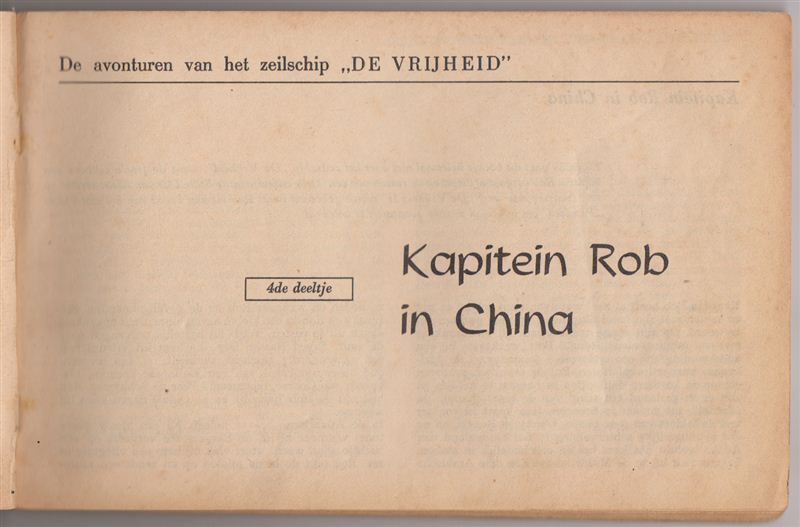 De avonturen van het zeilschip „DE VRIJHEID”
4de deeltje
Kapitein Rob
in China